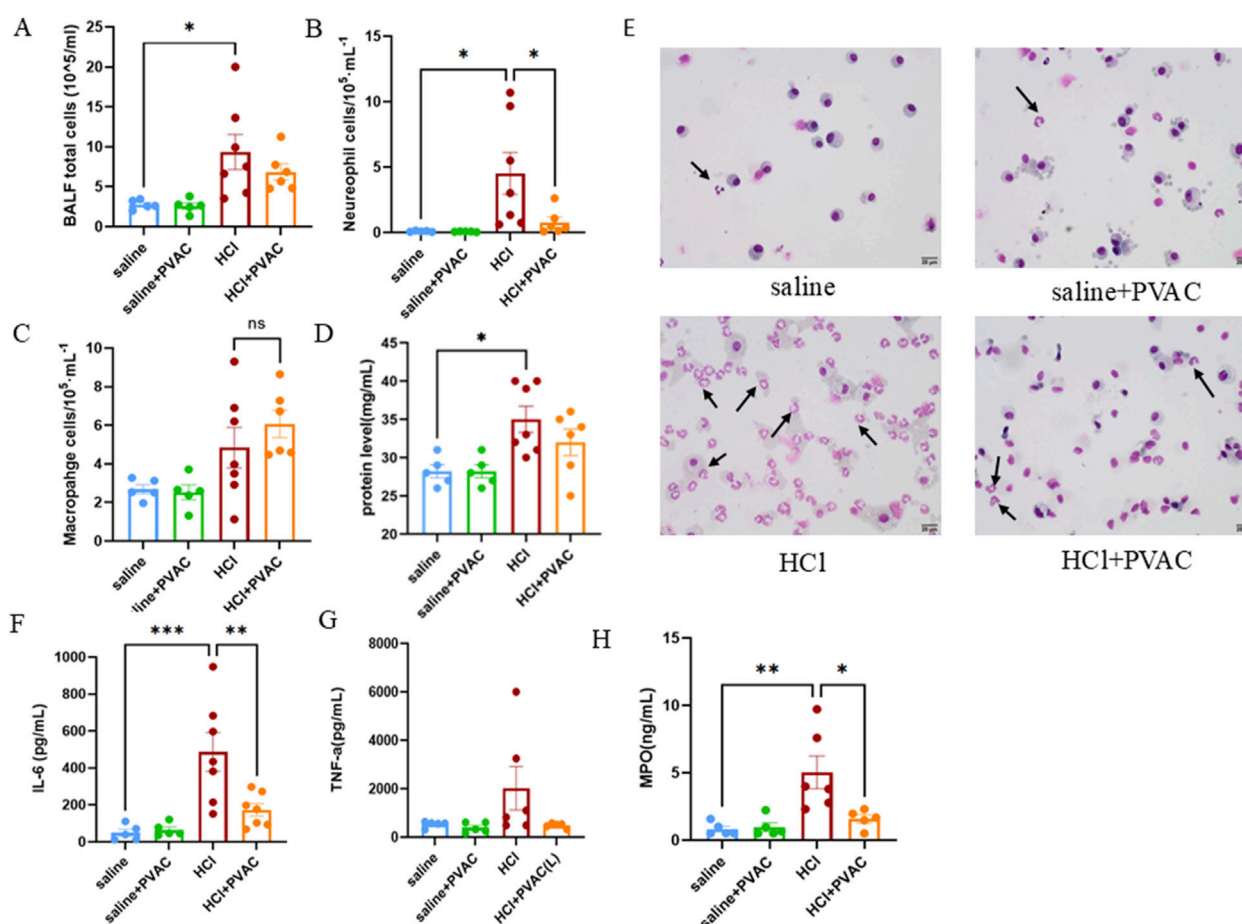 A
BALF total cells (10^5/ml)
25
20
15
10
5
0
*
saline
saline+PVAC
HCl
HCl+PVAC
B
Neureophil cells/10⁵·mL⁻¹
15
10
5
0
*
*
saline
saline+PVAC
HCl
HCl+PVAC
E
20 μm
saline
saline+PVAC
20 μm
HCl
HCl+PVAC
C
Macropahge cells/10⁵·mL⁻¹
10
8
6
4
2
0
ns
saline
aline+PVAC
HCl
HCl+PVAC
D
protein level(mg/mL)
45
40
35
30
25
20
*
saline
saline+PVAC
HCl
HCl+PVAC
F
IL-6 (pg/mL)
1000
800
600
400
200
0
***
**
saline
saline+PVAC
HCl
HCl+PVAC
G
TNF-a(pg/mL)
8000
6000
4000
2000
0
saline
saline+PVAC
HCl
HCl+PVAC(L)
H
MPO(ng/mL)
15
10
5
0
**
*
saline
saline+PVAC
HCl
HCl+PVAC